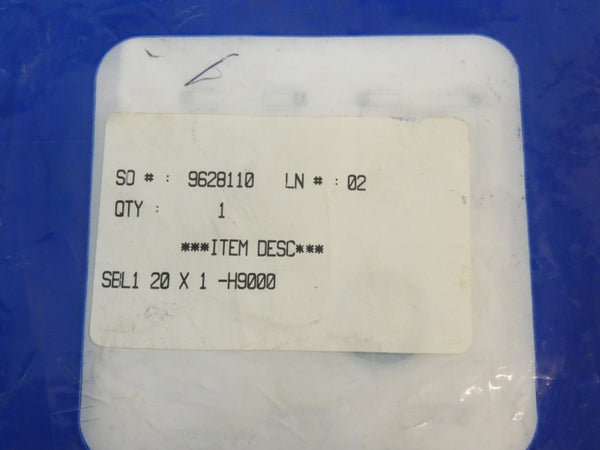 SO # : 9628110 LN # : 02
QTY : 1
***ITEM DESC***
SBL1 20 X 1 -H9000